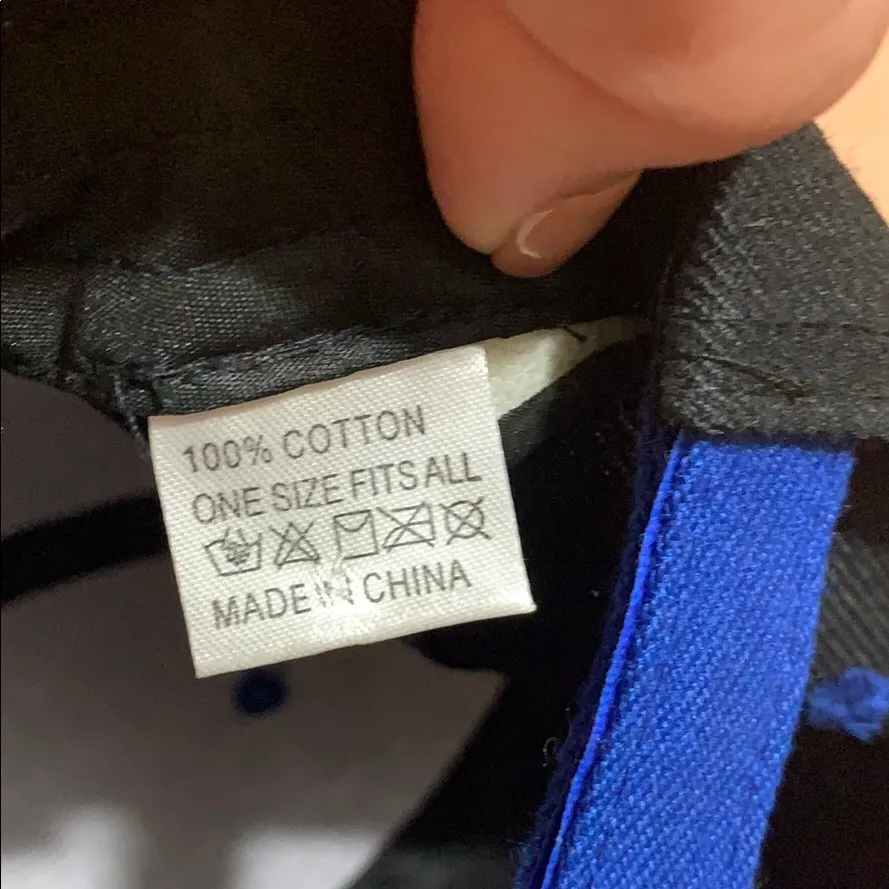 100% COTTON
ONE SIZE FITS ALL
MADE IN CHINA